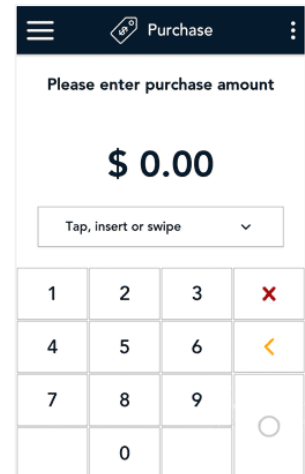 Purchase
Please enter purchase amount
$ 0.00
Tap, insert or swipe
1 2 3
4 5 6
7 8 9
0